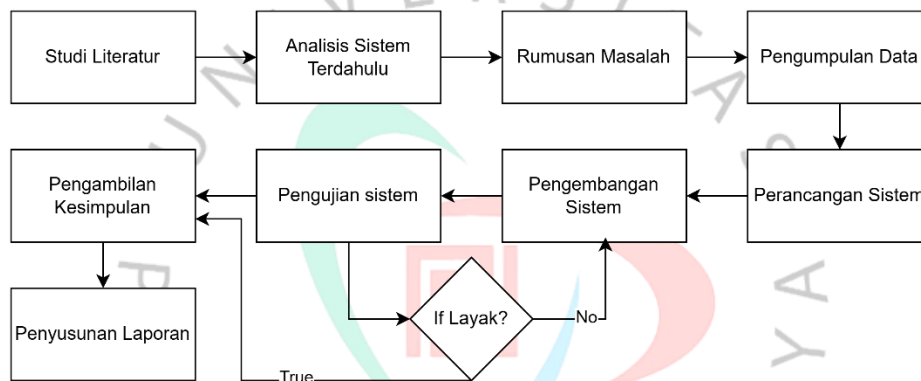 Studi Literatur
Analisis Sistem
Terdahulu
Rumusan Masalah
Pengumpulan Data
Pengambilan
Kesimpulan
Pengujian sistem
Pengembangan
Sistem
Perancangan Sistem
Penyusunan Laporan
If Layak?
No
True